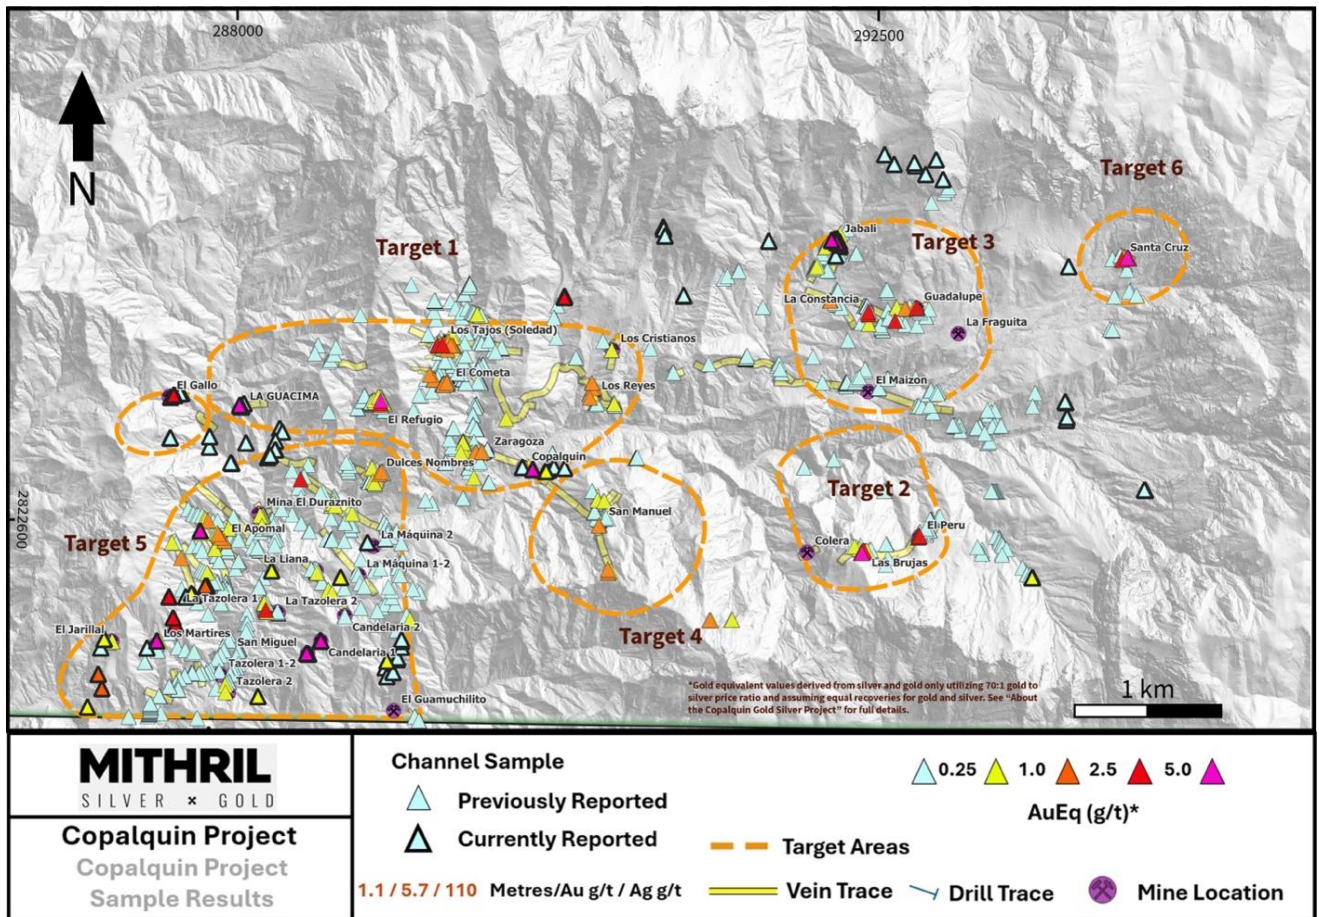 288000
292500
N
Target 6
Jabali
Target 3
Target 1
Santa Cruz
La Constancia
Guadalupe
La Fraguita
Los Tajos (Soledad)
Los Cristianos
El Cometa
El Gallo
Los Reyes
El Maizon
LA GUACIMA
El Refugio
Zaragoza
Copalquin
Dulces Nombres
Target 2
2822600
Mina El Duraznito
San Manuel
El Apomal
El Peru
La Máquina 2
Target 5
Colera
La Liana
La Máquina 1-2
Las Brujas
La Tazolera 1
La Tazolera 2
El Jarillal
Los Martires
Candelaria 2
San Miguel
Target 4
Candelaria 1
Tazolera 1-2
Tazolera 2
El Guamuchilito
*Gold equivalent values derived from silver and gold only utilizing 70:1 gold to
silver price ratio and assuming equal recoveries for gold and silver. See "About
the Copalquin Gold Silver Project" for full details.
1 km
MITHRIL
SILVER × GOLD
Copalquin Project
Copalquin Project
Sample Results
Channel Sample
Previously Reported
Currently Reported
1.1 / 5.7 / 110 Metres/Au g/t / Ag g/t
0.25 1.0 2.5 5.0
AuEq (g/t)*
Target Areas
Vein Trace
Drill Trace
Mine Location